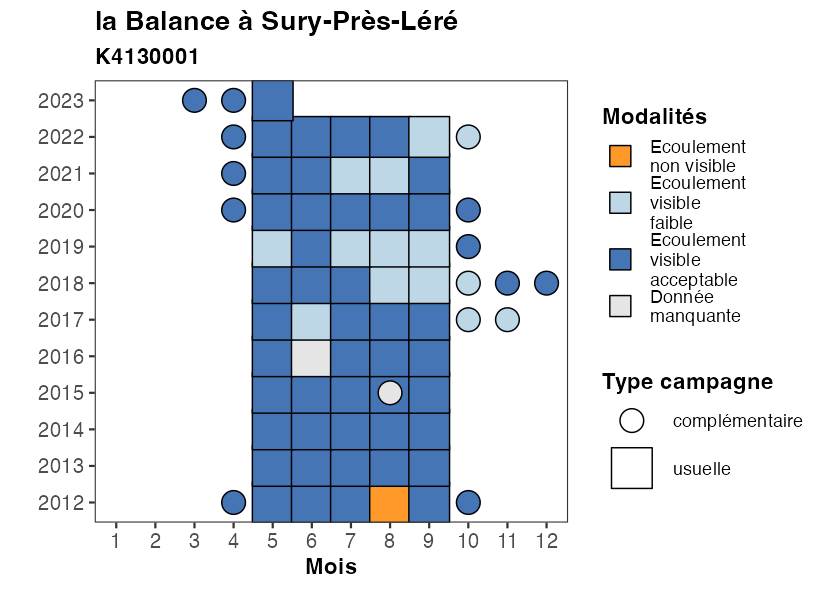 la Balance à Sury-Près-Léré
K4130001
2023
2022
2021
2020
2019
2018
2017
2016
2015
2014
2013
2012
1 2 3 4 5 6 7 8 9 10 11 12
Mois
Modalités
Ecoulement
non visible
Ecoulement
visible
faible
Ecoulement
visible
acceptable
Donnée
manquante
Type campagne
complémentaire
usuelle